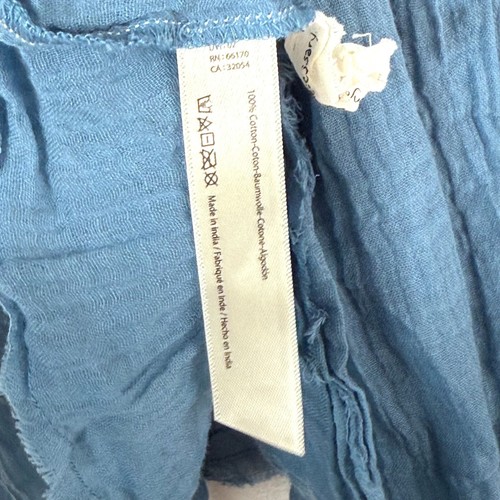 RN: 66170
CA: 32054
100% Cotton-Coton-Baumwolle-Cotone-Algodón
Made in India / Fabriqué en Inde / Hecho en India